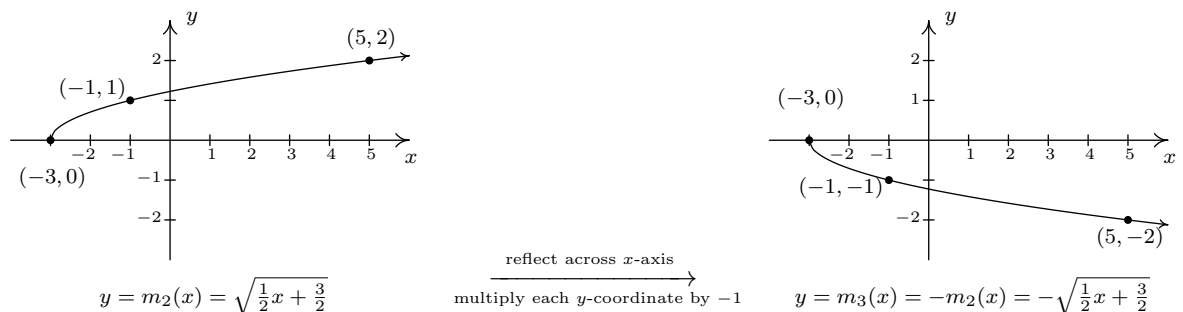 y
(5, 2)
2
(−1, 1)
−2 −1 1 2 3 4 5 x
(−3, 0)
−1
−2
y = m₂(x) = √(½x + 3/2)
reflect across x-axis
multiply each y-coordinate by −1
y
2
1
(−3, 0)
−2 −1 1 2 3 4 5 x
(−1, −1)
−2
(5, −2)
y = m₃(x) = −m₂(x) = −√(½x + 3/2)